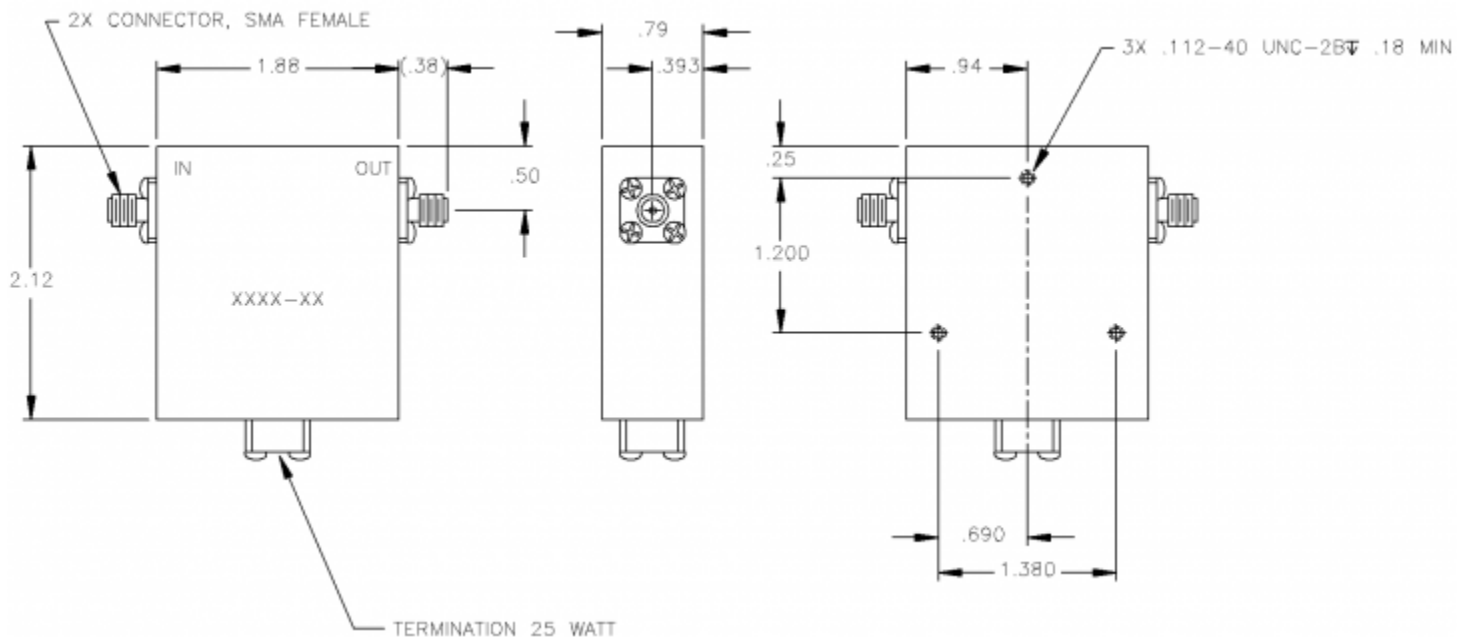 2X CONNECTOR, SMA FEMALE
1.88
(.38)
IN
OUT
.50
2.12
XXXX-XX
TERMINATION 25 WATT
.79
.393
.94
3X .112-40 UNC-2B↧ .18 MIN
.25
1.200
.690
1.380